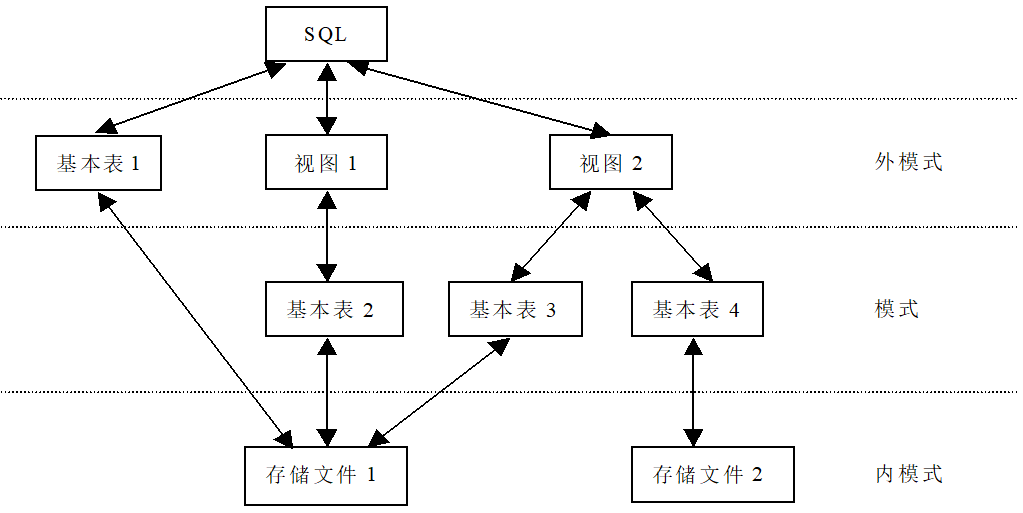 SQL
基本表 1
视图 1
视图 2
外模式
基本表 2
基本表 3
基本表 4
模式
存储文件 1
存储文件 2
内模式